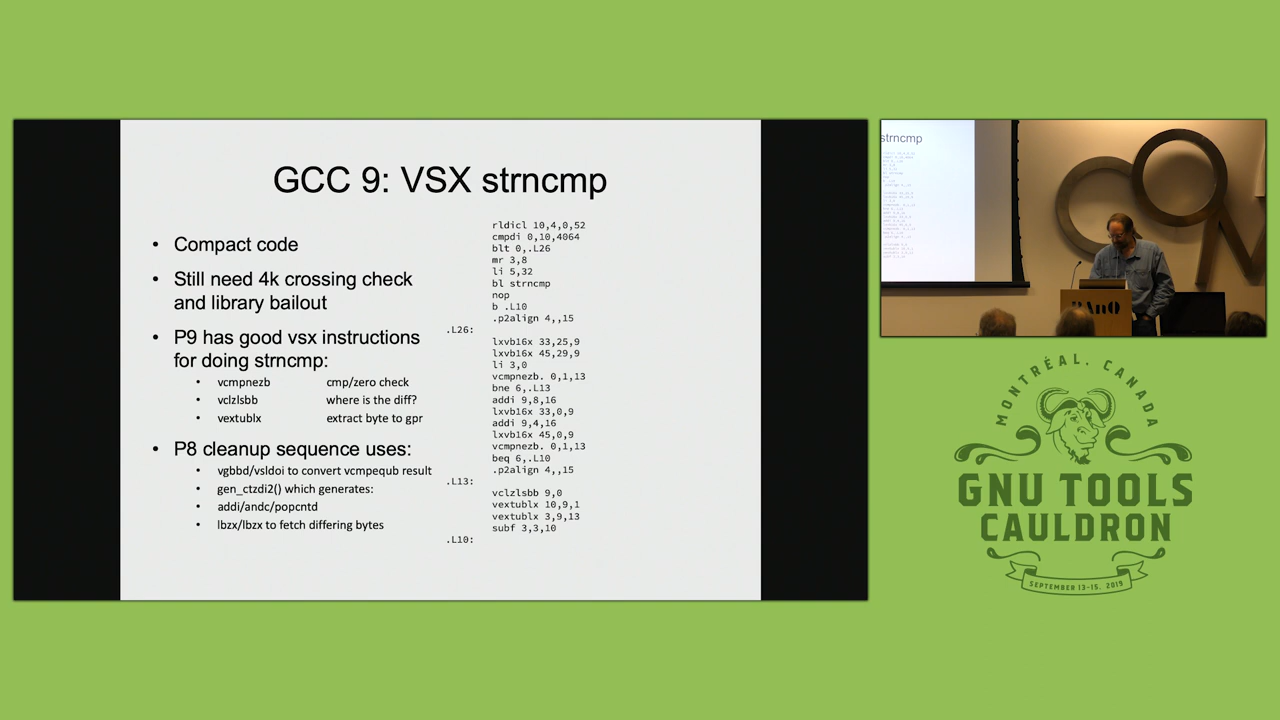 GCC 9: VSX strncmp
• Compact code
• Still need 4k crossing check
and library bailout
• P9 has good vsx instructions
for doing strncmp:
• vcmpnezb cmp/zero check
• vclzlsbb where is the diff?
• vextublx extract byte to gpr
• P8 cleanup sequence uses:
• vgbbd/vsldoi to convert vcmpequb result
• gen_ctzdi2() which generates:
• addi/andc/popcntd
• lbzx/lbzx to fetch differing bytes
rldicl 10,4,0,52
cmpdi 0,10,4064
blt 0,.L26
mr 3,8
li 5,32
bl strncmp
nop
b .L10
.p2align 4,,15
.L26:
lxvb16x 33,25,9
lxvb16x 45,29,9
li 3,0
vcmpnezb. 0,1,13
bne 6,.L13
addi 9,8,16
lxvb16x 33,0,9
addi 9,4,16
lxvb16x 45,0,9
vcmpnezb. 0,1,13
beq 6,.L10
.p2align 4,,15
.L13:
vclzlsbb 9,0
vextublx 10,9,1
vextublx 3,9,13
subf 3,3,10
.L10:
strncmp
BAnQ
MONTRÉAL, CANADA
GNU TOOLS
CAULDRON
SEPTEMBER 13-15, 2019